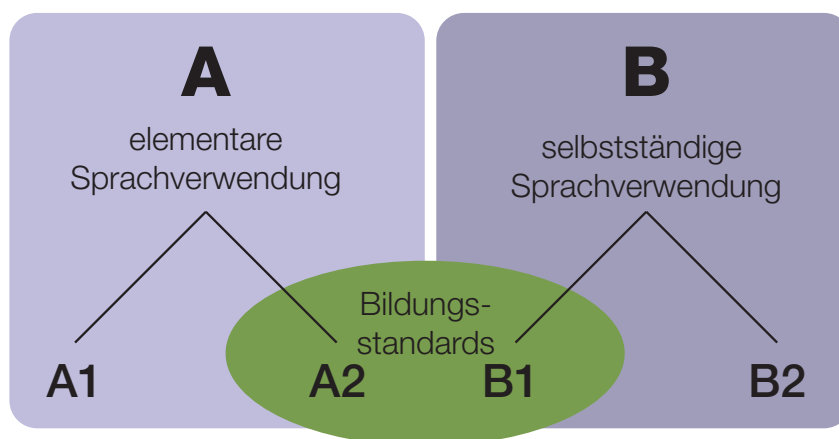 A
elementare
Sprachverwendung
B
selbstständige
Sprachverwendung
Bildungs-
standards
A1
A2
B1
B2